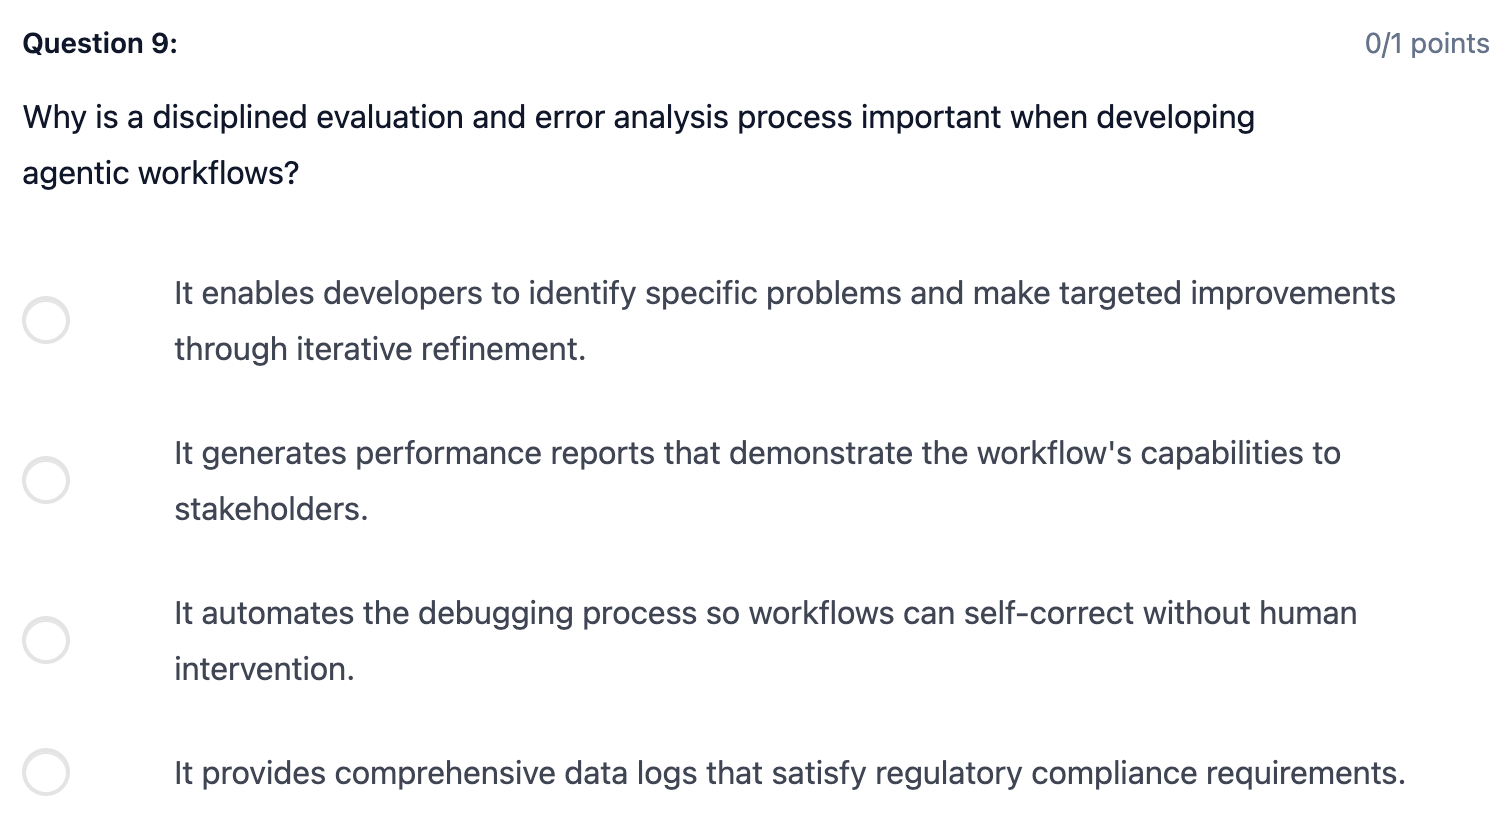 Question 9:
0/1 points
Why is a disciplined evaluation and error analysis process important when developing
agentic workflows?
It enables developers to identify specific problems and make targeted improvements
through iterative refinement.
It generates performance reports that demonstrate the workflow's capabilities to
stakeholders.
It automates the debugging process so workflows can self-correct without human
intervention.
It provides comprehensive data logs that satisfy regulatory compliance requirements.